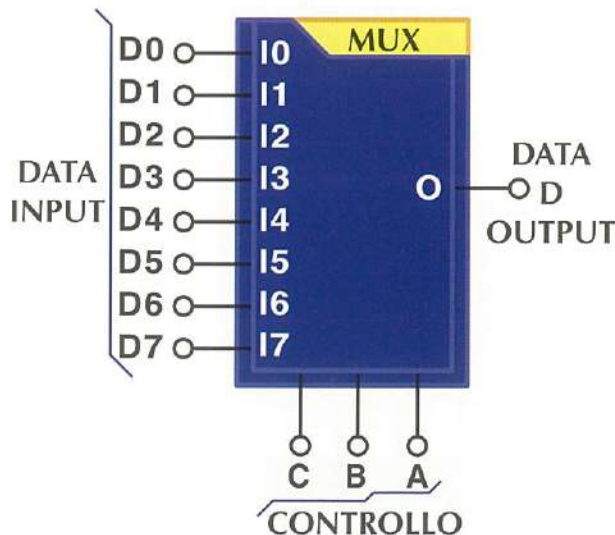 MUX
D0 I0
D1 I1
D2 I2
DATA
INPUT
D3 I3
D4 I4
D5 I5
D6 I6
D7 I7
O
DATA
D
OUTPUT
C B A
CONTROLLO